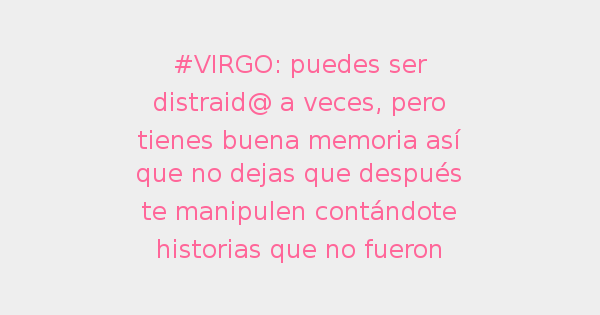 #VIRGO: puedes ser
distraid@ a veces, pero
tienes buena memoria así
que no dejas que después
te manipulen contándote
historias que no fueron